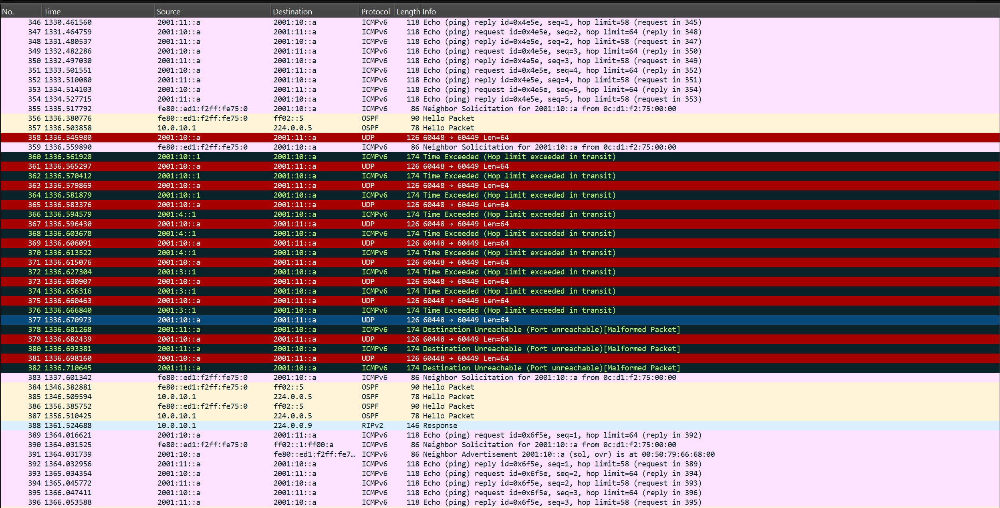 No. Time Source Destination Protocol Length Info
346 1330.461560 2001:11::a 2001:10::a ICMPv6 118 Echo (ping) reply id=0x4e5e, seq=1, hop limit=58 (request in 345)
347 1331.464759 2001:10::a 2001:11::a ICMPv6 118 Echo (ping) request id=0x4e5e, seq=2, hop limit=64 (reply in 348)
348 1331.480537 2001:11::a 2001:10::a ICMPv6 118 Echo (ping) reply id=0x4e5e, seq=2, hop limit=58 (request in 347)
349 1332.482286 2001:10::a 2001:11::a ICMPv6 118 Echo (ping) request id=0x4e5e, seq=3, hop limit=64 (reply in 350)
350 1332.497030 2001:11::a 2001:10::a ICMPv6 118 Echo (ping) reply id=0x4e5e, seq=3, hop limit=58 (request in 349)
351 1333.501551 2001:10::a 2001:11::a ICMPv6 118 Echo (ping) request id=0x4e5e, seq=4, hop limit=64 (reply in 352)
352 1333.510080 2001:11::a 2001:10::a ICMPv6 118 Echo (ping) reply id=0x4e5e, seq=4, hop limit=58 (request in 351)
353 1334.514103 2001:10::a 2001:11::a ICMPv6 118 Echo (ping) request id=0x4e5e, seq=5, hop limit=64 (reply in 354)
354 1334.527715 2001:11::a 2001:10::a ICMPv6 118 Echo (ping) reply id=0x4e5e, seq=5, hop limit=58 (request in 353)
355 1335.517792 fe80::ed1:f2ff:fe75:0 2001:10::a ICMPv6 86 Neighbor Solicitation for 2001:10::a from 0c:d1:f2:75:00:00
356 1336.380776 fe80::ed1:f2ff:fe75:0 ff02::5 OSPF 90 Hello Packet
357 1336.503858 10.0.10.1 224.0.0.5 OSPF 78 Hello Packet
358 1336.545980 2001:10::a 2001:11::a UDP 126 60448 → 60449 Len=64
359 1336.559890 fe80::ed1:f2ff:fe75:0 2001:10::a ICMPv6 86 Neighbor Solicitation for 2001:10::a from 0c:d1:f2:75:00:00
360 1336.561928 2001:10::1 2001:10::a ICMPv6 174 Time Exceeded (Hop limit exceeded in transit)
361 1336.565297 2001:10::a 2001:11::a UDP 126 60448 → 60449 Len=64
362 1336.570412 2001:10::1 2001:10::a ICMPv6 174 Time Exceeded (Hop limit exceeded in transit)
363 1336.579869 2001:10::a 2001:11::a UDP 126 60448 → 60449 Len=64
364 1336.581879 2001:10::1 2001:10::a ICMPv6 174 Time Exceeded (Hop limit exceeded in transit)
365 1336.583376 2001:10::a 2001:11::a UDP 126 60448 → 60449 Len=64
366 1336.594579 2001:4::1 2001:10::a ICMPv6 174 Time Exceeded (Hop limit exceeded in transit)
367 1336.596430 2001:10::a 2001:11::a UDP 126 60448 → 60449 Len=64
368 1336.603678 2001:4::1 2001:10::a ICMPv6 174 Time Exceeded (Hop limit exceeded in transit)
369 1336.606091 2001:10::a 2001:11::a UDP 126 60448 → 60449 Len=64
370 1336.613522 2001:4::1 2001:10::a ICMPv6 174 Time Exceeded (Hop limit exceeded in transit)
371 1336.615076 2001:10::a 2001:11::a UDP 126 60448 → 60449 Len=64
372 1336.627304 2001:3::1 2001:10::a ICMPv6 174 Time Exceeded (Hop limit exceeded in transit)
373 1336.630907 2001:10::a 2001:11::a UDP 126 60448 → 60449 Len=64
374 1336.656316 2001:3::1 2001:10::a ICMPv6 174 Time Exceeded (Hop limit exceeded in transit)
375 1336.660463 2001:10::a 2001:11::a UDP 126 60448 → 60449 Len=64
376 1336.666840 2001:3::1 2001:10::a ICMPv6 174 Time Exceeded (Hop limit exceeded in transit)
377 1336.670973 2001:10::a 2001:11::a UDP 126 60448 → 60449 Len=64
378 1336.681268 2001:11::a 2001:10::a ICMPv6 174 Destination Unreachable (Port unreachable)[Malformed Packet]
379 1336.682439 2001:10::a 2001:11::a UDP 126 60448 → 60449 Len=64
380 1336.693381 2001:11::a 2001:10::a ICMPv6 174 Destination Unreachable (Port unreachable)[Malformed Packet]
381 1336.698160 2001:10::a 2001:11::a UDP 126 60448 → 60449 Len=64
382 1336.710645 2001:11::a 2001:10::a ICMPv6 174 Destination Unreachable (Port unreachable)[Malformed Packet]
383 1337.601342 fe80::ed1:f2ff:fe75:0 2001:10::a ICMPv6 86 Neighbor Solicitation for 2001:10::a from 0c:d1:f2:75:00:00
384 1346.382881 fe80::ed1:f2ff:fe75:0 ff02::5 OSPF 90 Hello Packet
385 1346.509594 10.0.10.1 224.0.0.5 OSPF 78 Hello Packet
386 1356.385752 fe80::ed1:f2ff:fe75:0 ff02::5 OSPF 90 Hello Packet
387 1356.510425 10.0.10.1 224.0.0.5 OSPF 78 Hello Packet
388 1361.524688 10.0.10.1 224.0.0.9 RIPv2 146 Response
389 1364.016621 2001:10::a 2001:11::a ICMPv6 118 Echo (ping) request id=0x6f5e, seq=1, hop limit=64 (reply in 392)
390 1364.031525 fe80::ed1:f2ff:fe75:0 ff02::1:ff00:a ICMPv6 86 Neighbor Solicitation for 2001:10::a from 0c:d1:f2:75:00:00
391 1364.031739 2001:10::a fe80::ed1:f2ff:fe7… ICMPv6 86 Neighbor Advertisement 2001:10::a (sol, ovr) is at 00:50:79:66:68:00
392 1364.032956 2001:11::a 2001:10::a ICMPv6 118 Echo (ping) reply id=0x6f5e, seq=1, hop limit=58 (request in 389)
393 1365.034354 2001:10::a 2001:11::a ICMPv6 118 Echo (ping) request id=0x6f5e, seq=2, hop limit=64 (reply in 394)
394 1365.045772 2001:11::a 2001:10::a ICMPv6 118 Echo (ping) reply id=0x6f5e, seq=2, hop limit=58 (request in 393)
395 1366.047411 2001:10::a 2001:11::a ICMPv6 118 Echo (ping) request id=0x6f5e, seq=3, hop limit=64 (reply in 396)
396 1366.053588 2001:11::a 2001:10::a ICMPv6 118 Echo (ping) reply id=0x6f5e, seq=3, hop limit=58 (request in 395)